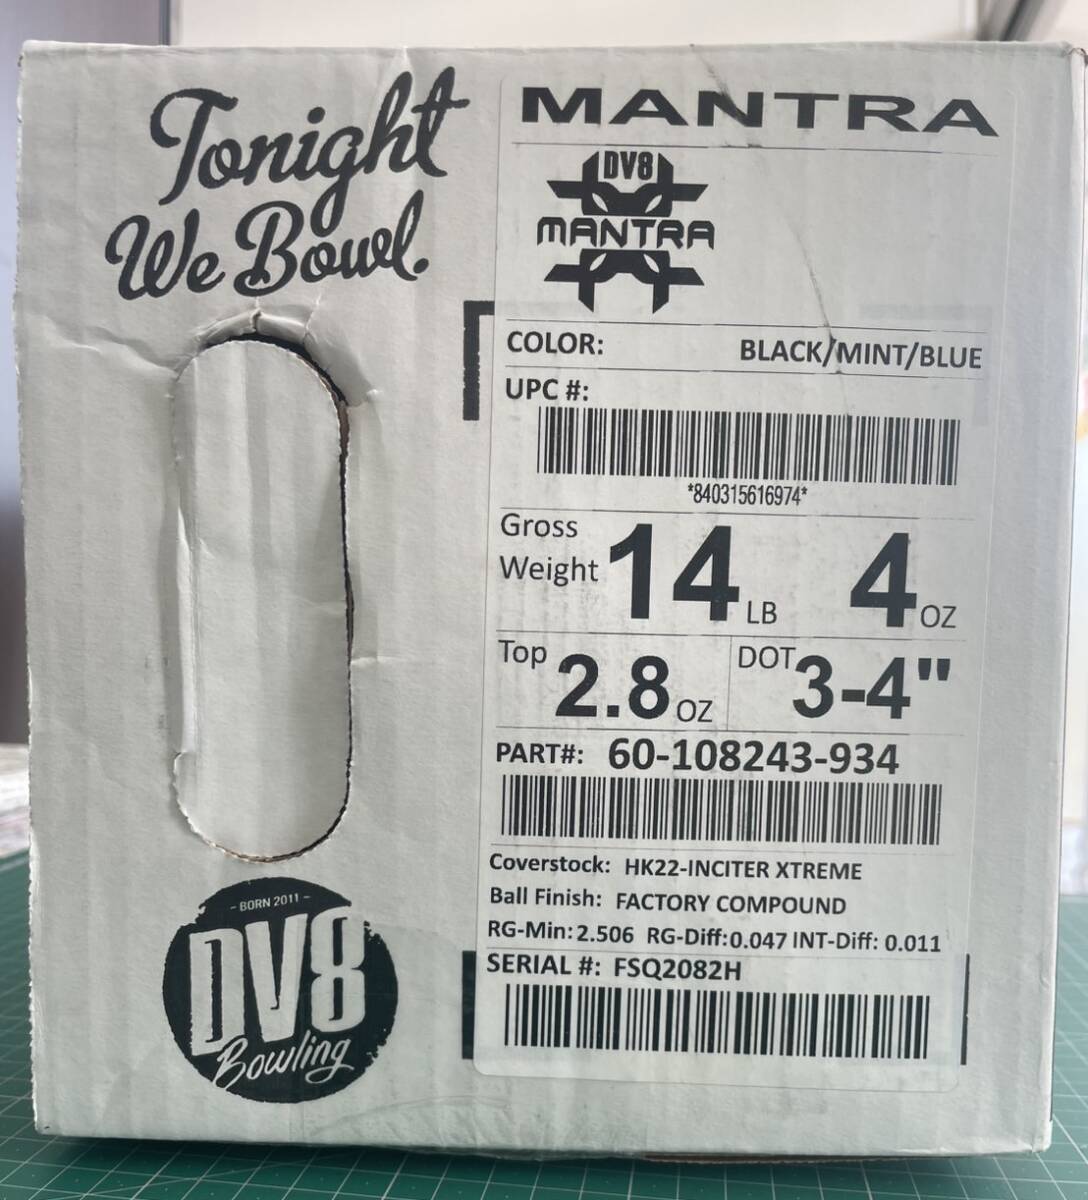 Tonight
We Bowl.
MANTRA
DV8
MANTRA
COLOR: BLACK/MINT/BLUE
UPC #:
*840315616974*
Gross
Weight 14 LB 4 OZ
Top 2.8 OZ DOT 3-4"
PART#: 60-108243-934
Coverstock: HK22-INCITER XTREME
Ball Finish: FACTORY COMPOUND
RG-Min: 2.506 RG-Diff: 0.047 INT-Diff: 0.011
SERIAL #: FSQ2082H
- BORN 2011 -
DV8
Bowling